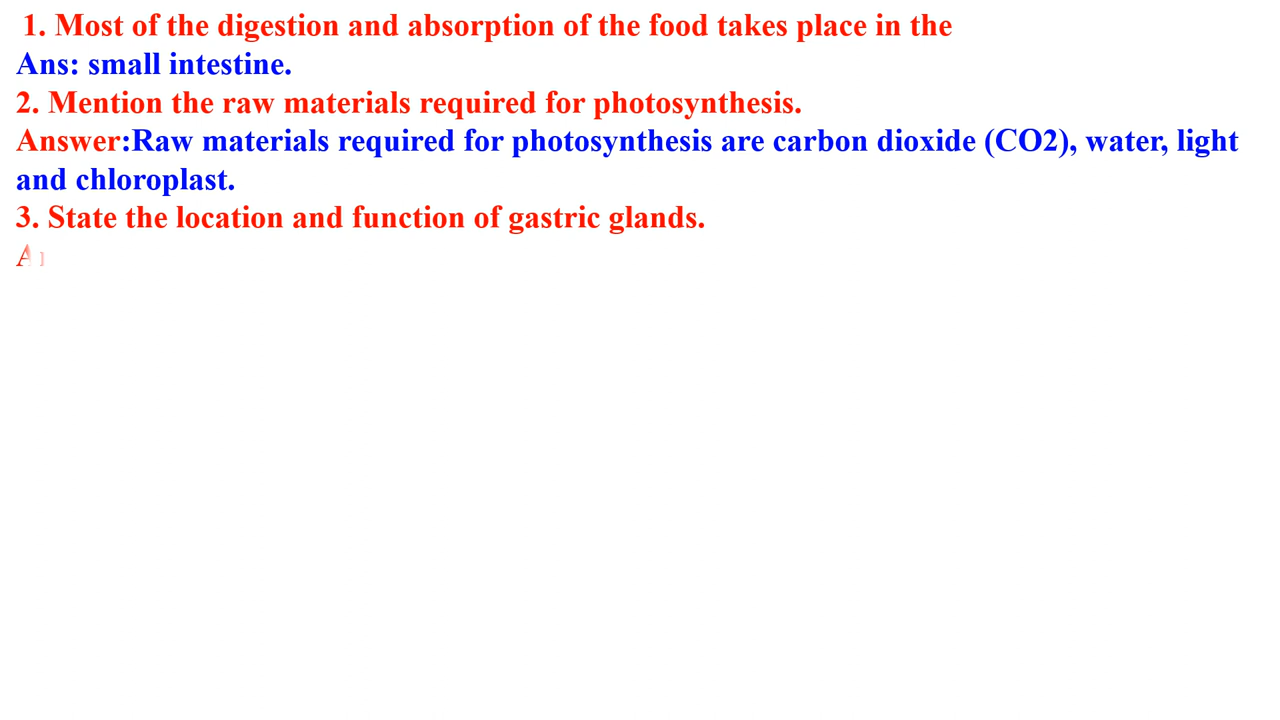 1. Most of the digestion and absorption of the food takes place in the
Ans: small intestine.
2. Mention the raw materials required for photosynthesis.
Answer:Raw materials required for photosynthesis are carbon dioxide (CO2), water, light
and chloroplast.
3. State the location and function of gastric glands.